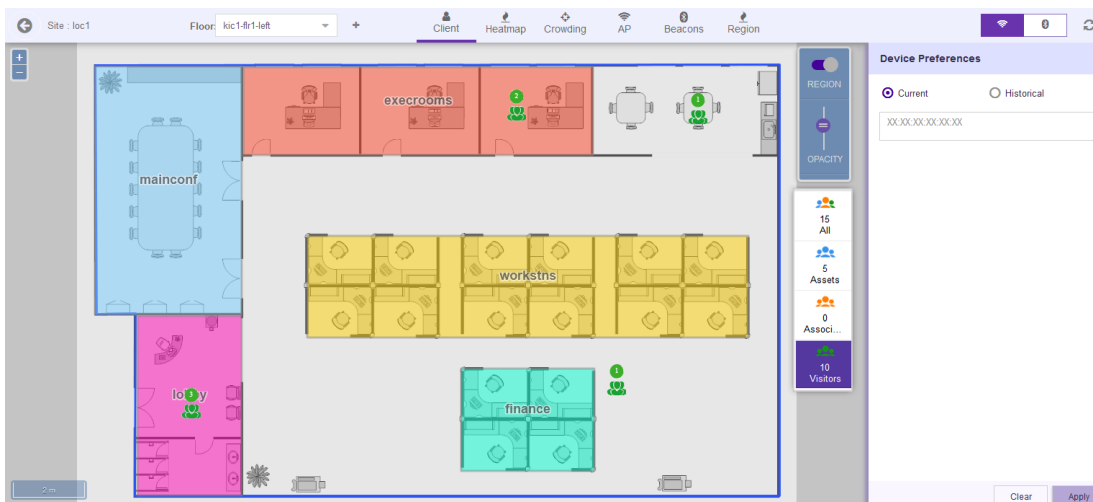 Site : loc1
Floor:
kic1-flr1-left
+
Client
Heatmap
Crowding
AP
Beacons
Region
+
−
REGION
OPACITY
15
All
5
Assets
0
Associ...
10
Visitors
mainconf
execrooms
2
1
workstns
lobby
3
1
finance
2 m
Device Preferences
Current
Historical
XX:XX:XX:XX:XX:XX
Clear
Apply